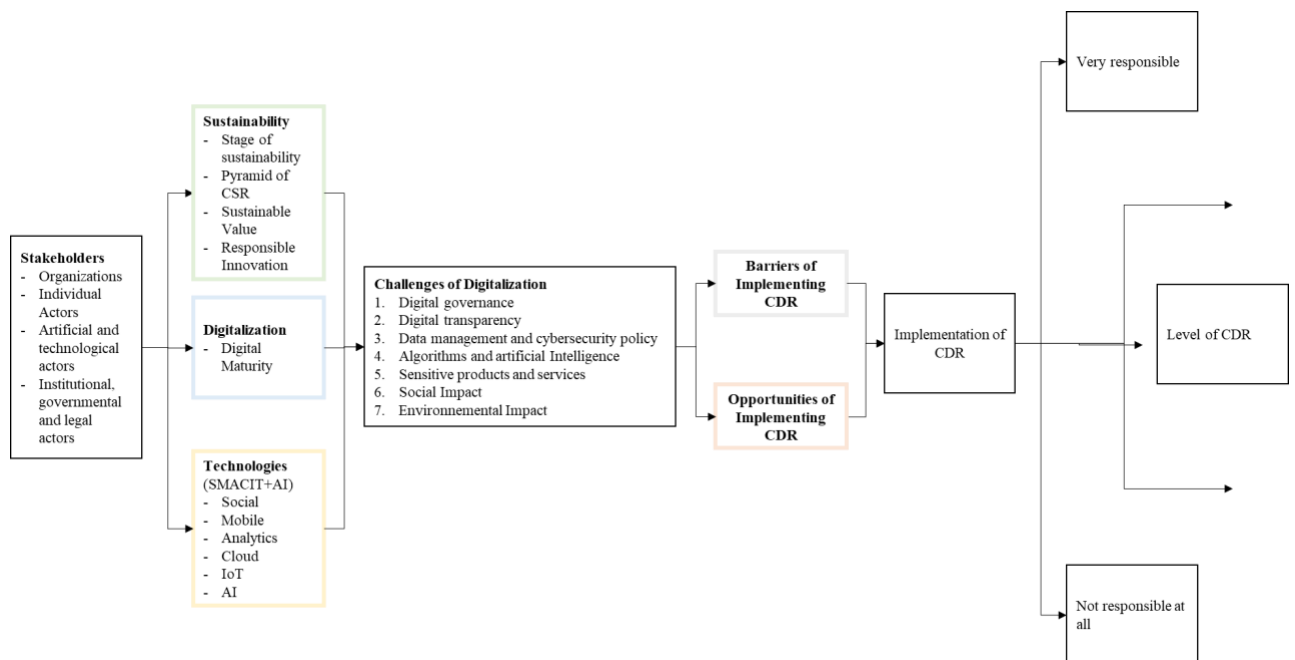 Stakeholders
- Organizations
- Individual
Actors
- Artificial and
technological
actors
- Institutional,
governmental
and legal
actors
Sustainability
- Stage of
sustainability
- Pyramid of
CSR
- Sustainable
Value
- Responsible
Innovation
Digitalization
- Digital
Maturity
Technologies
(SMACIT+AI)
- Social
- Mobile
- Analytics
- Cloud
- IoT
- AI
Challenges of Digitalization
1. Digital governance
2. Digital transparency
3. Data management and cybersecurity policy
4. Algorithms and artificial Intelligence
5. Sensitive products and services
6. Social Impact
7. Environnemental Impact
Barriers of
Implementing
CDR
Opportunities of
Implementing
CDR
Implementation of
CDR
Very responsible
Level of CDR
Not responsible at
all